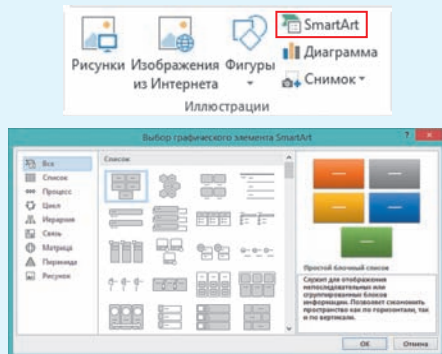 SmartArt
Диаграмма
Снимок
Рисунки Изображения Фигуры
из Интернета
Иллюстрации
Выбор графического элемента SmartArt
? ×
Все
Список
Процесс
Цикл
Иерархия
Связь
Матрица
Пирамида
Рисунок
Список
Простой блочный список
Служит для отображения
непоследовательных или
сгруппированных блоков
информации. Позволяет сэкономить
пространство как по горизонтали, так
и по вертикали.
ОК
Отмена